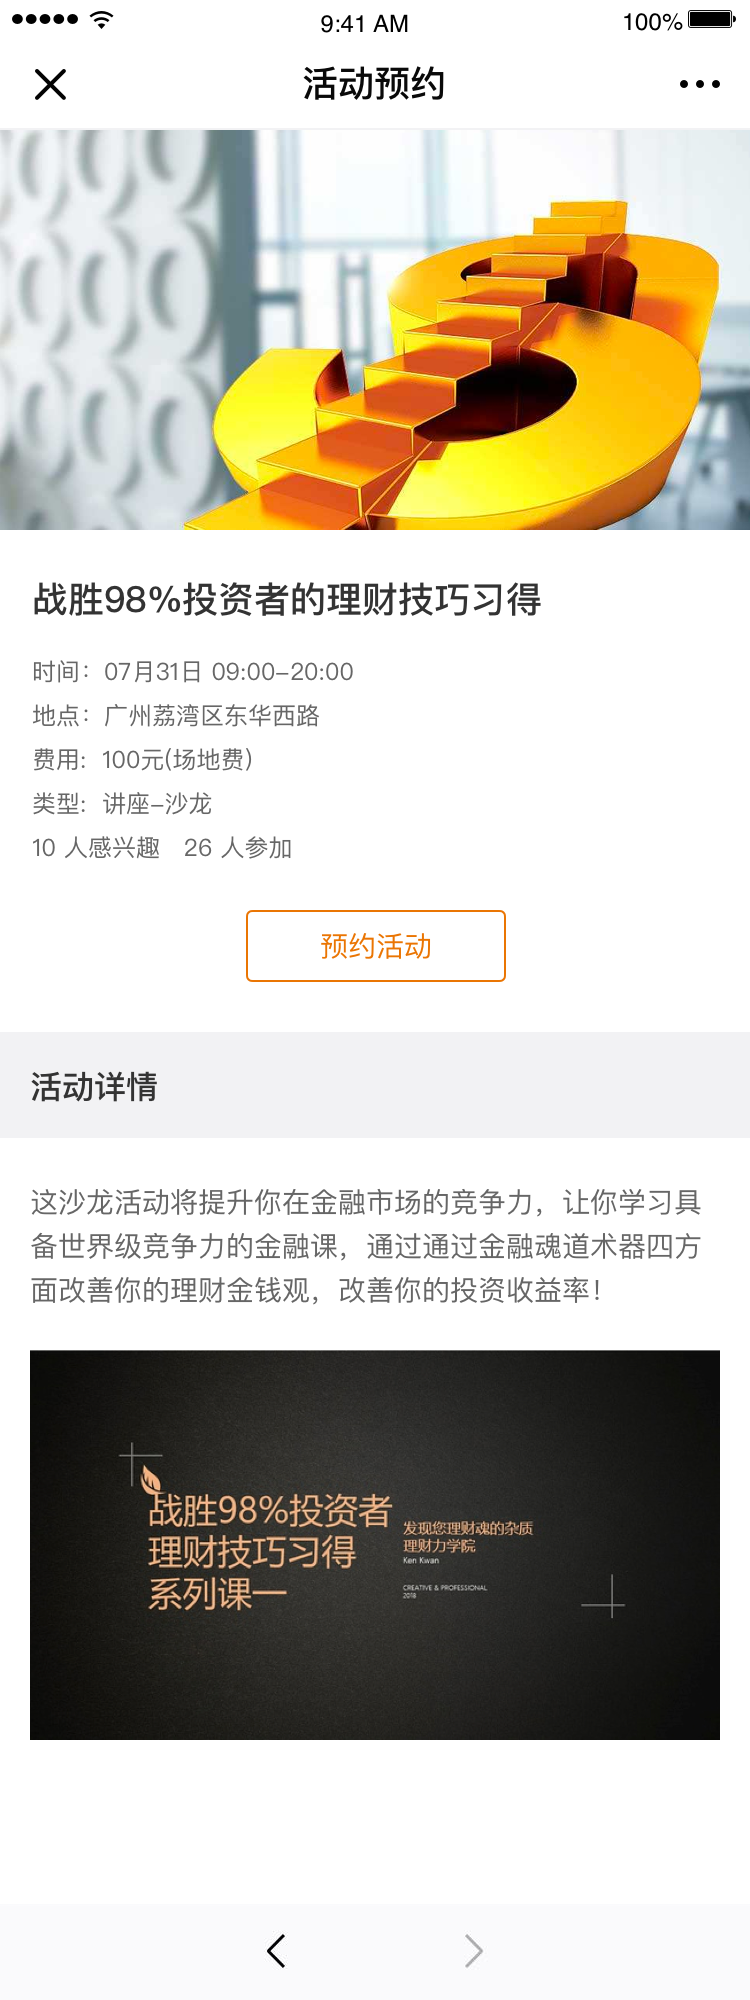 9:41 AM
100%
活动预约
战胜98%投资者的理财技巧习得
时间：07月31日 09:00-20:00
地点：广州荔湾区东华西路
费用：100元(场地费)
类型：讲座-沙龙
10 人感兴趣 26 人参加
预约活动
活动详情
这沙龙活动将提升你在金融市场的竞争力，让你学习具
备世界级竞争力的金融课，通过通过金融魂道术器四方
面改善你的理财金钱观，改善你的投资收益率！
战胜98%投资者
理财技巧习得
系列课一
发现您理财魂的杂质
理财力学院
Ken Kwan
CREATIVE & PROFESSIONAL
2018